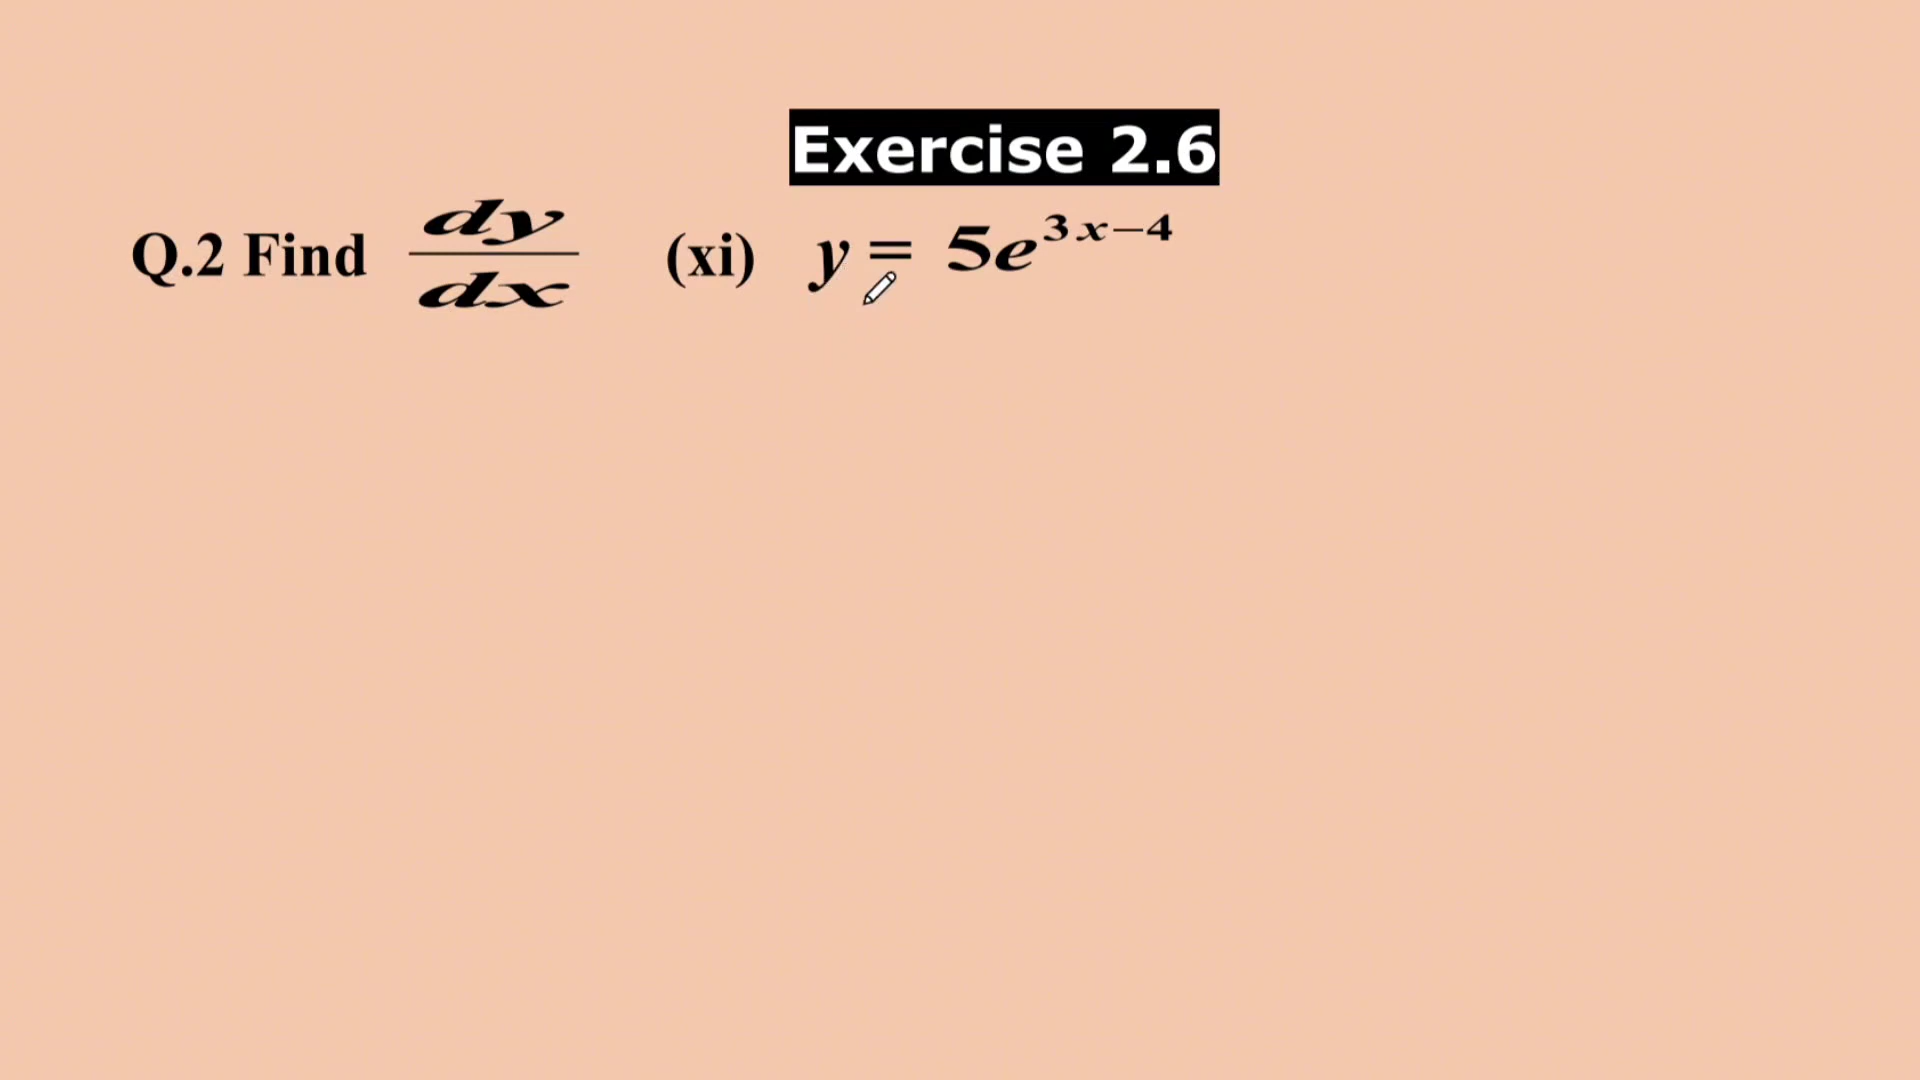 Exercise 2.6
Q.2 Find dy/dx (xi) y = 5e^{3x-4}